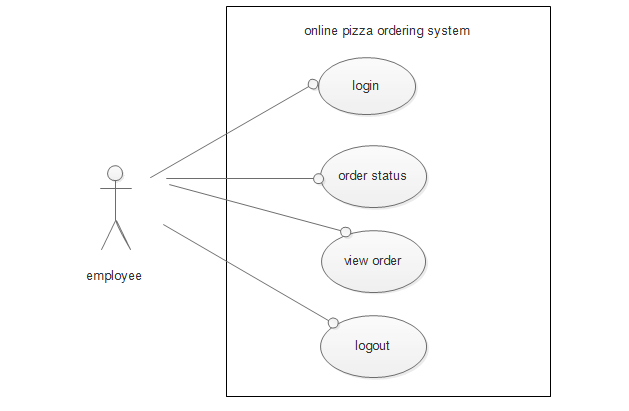 online pizza ordering system
login
order status
employee
view order
logout